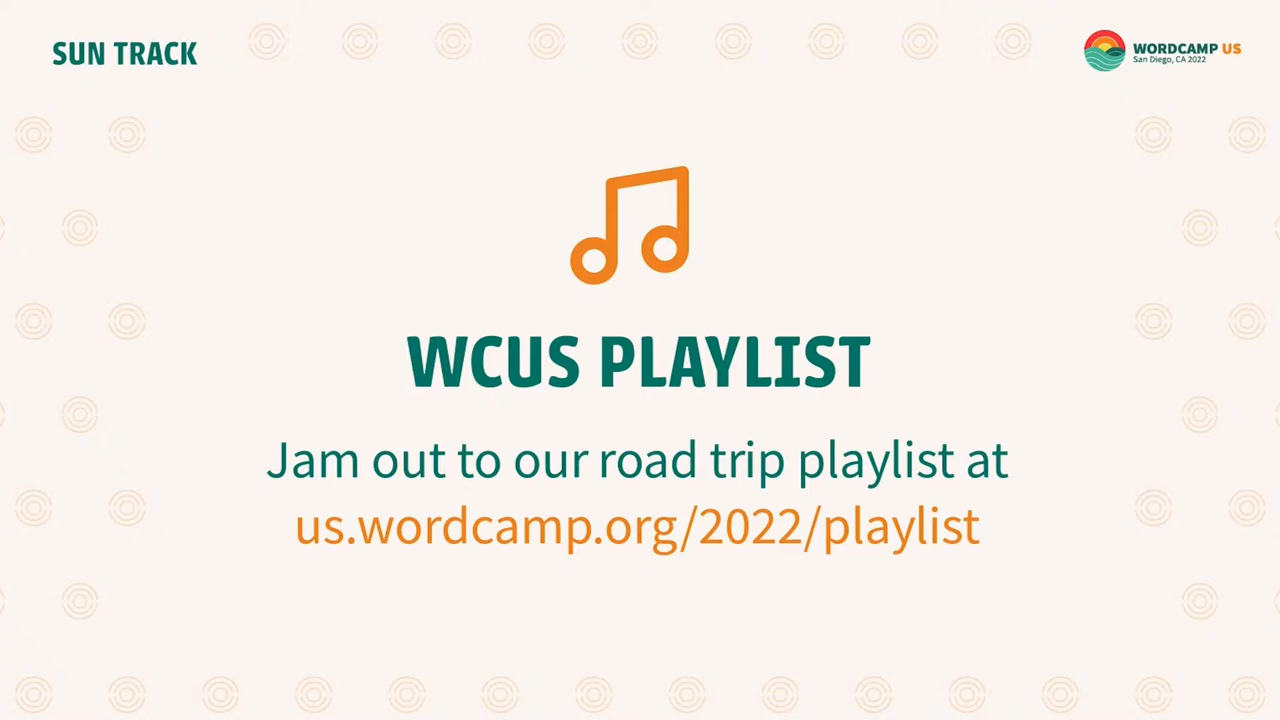 SUN TRACK
WORDCAMP US
San Diego, CA 2022
WCUS PLAYLIST
Jam out to our road trip playlist at
us.wordcamp.org/2022/playlist